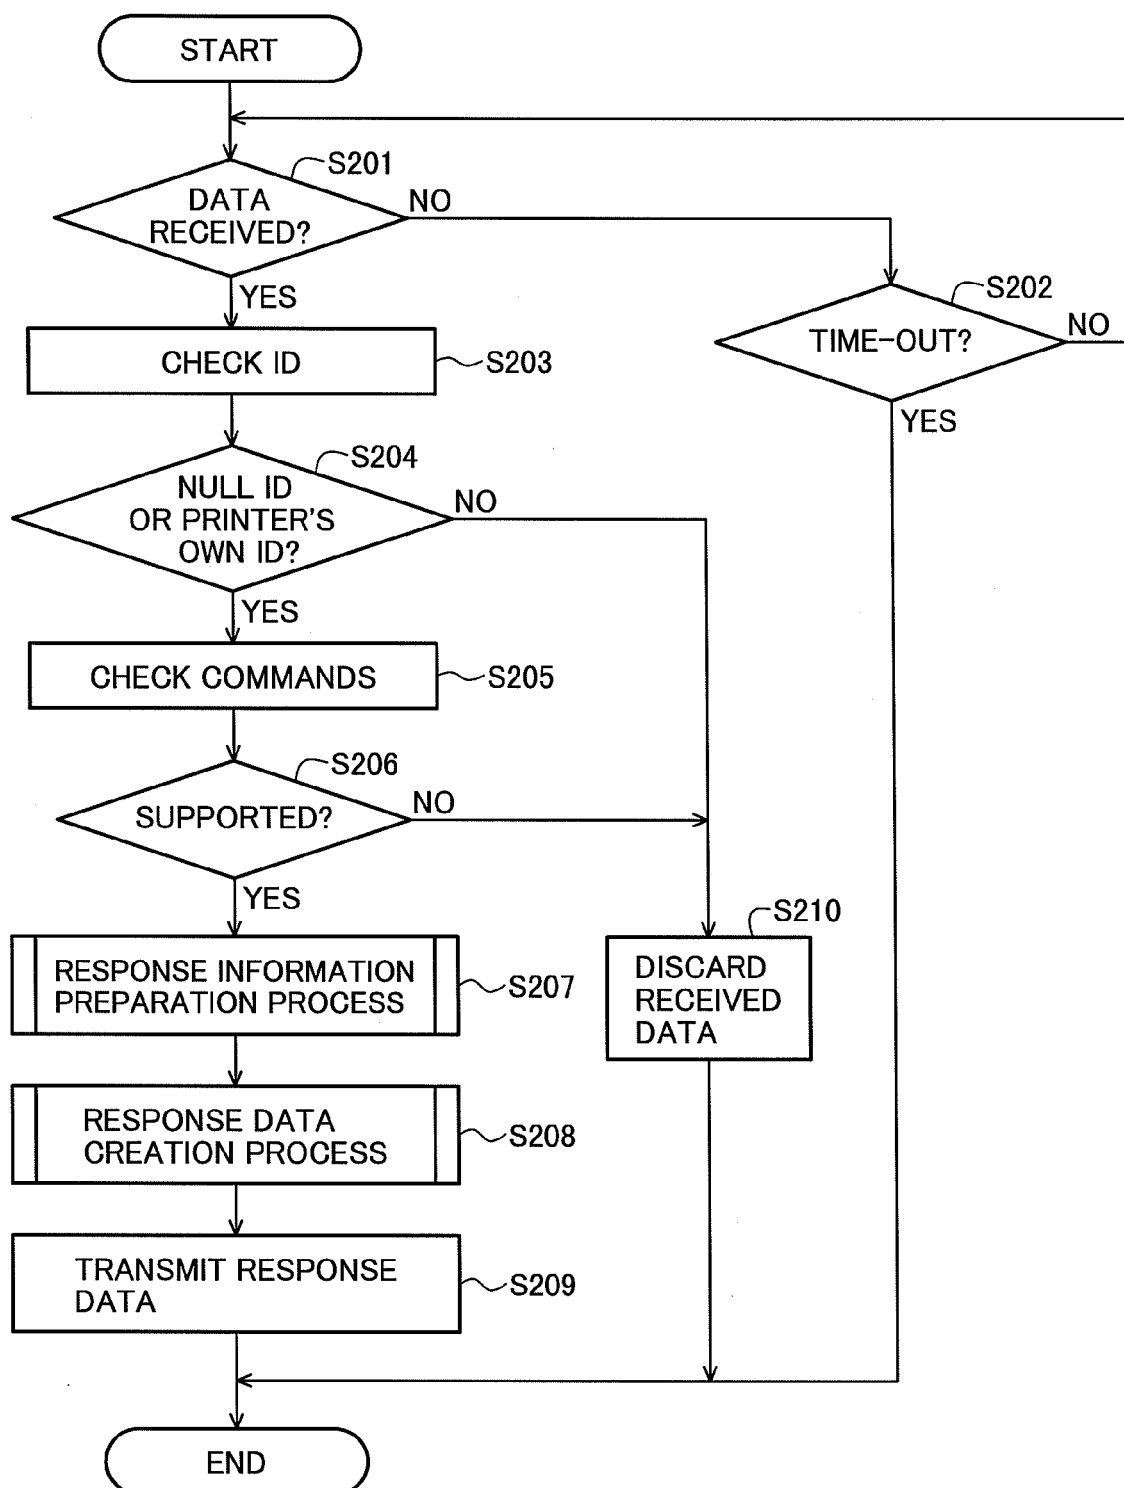 START
S201
DATA
RECEIVED?
NO
YES
S202
TIME-OUT?
NO
YES
CHECK ID
S203
S204
NULL ID
OR PRINTER'S
OWN ID?
NO
YES
CHECK COMMANDS
S205
S206
SUPPORTED?
NO
YES
RESPONSE INFORMATION
PREPARATION PROCESS
S207
S210
DISCARD
RECEIVED
DATA
RESPONSE DATA
CREATION PROCESS
S208
TRANSMIT RESPONSE
DATA
S209
END